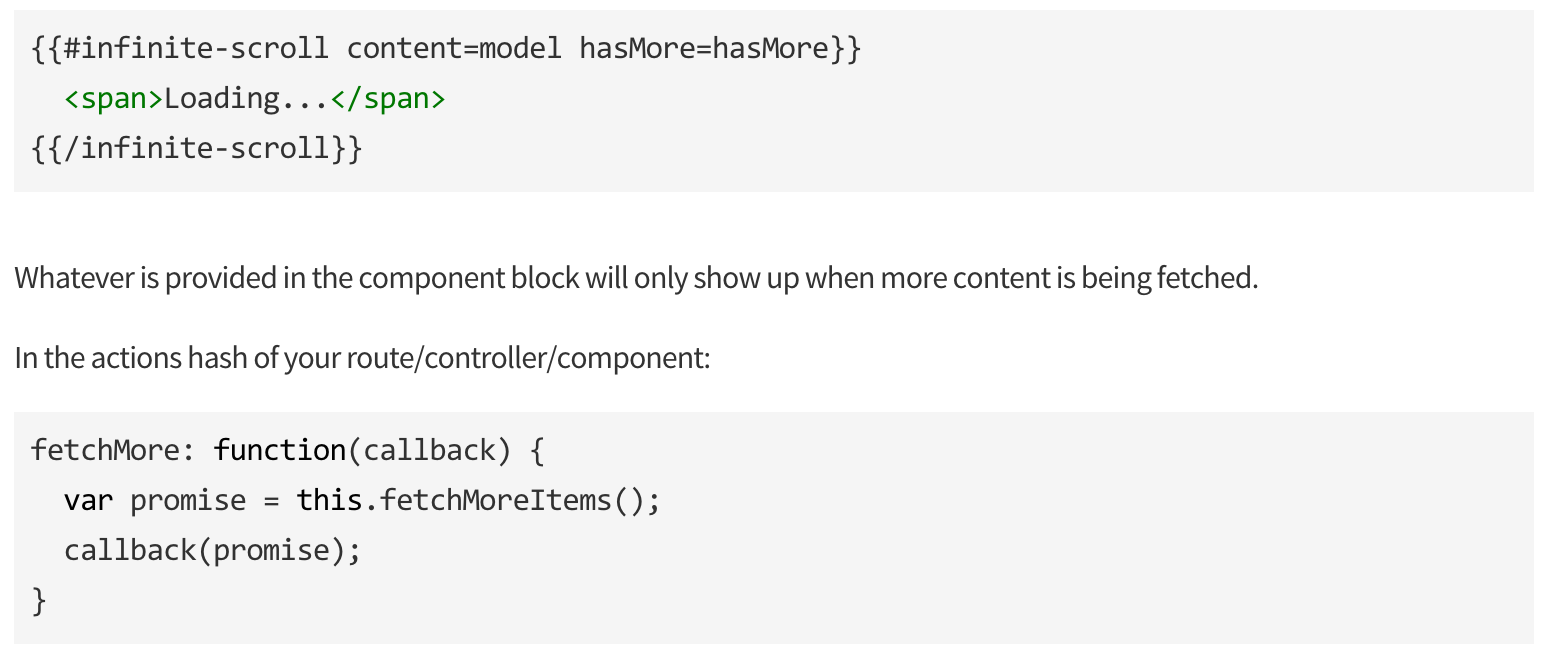 {{#infinite-scroll content=model hasMore=hasMore}}
  <span>Loading...</span>
{{/infinite-scroll}}
Whatever is provided in the component block will only show up when more content is being fetched.
In the actions hash of your route/controller/component:
fetchMore: function(callback) {
  var promise = this.fetchMoreItems();
  callback(promise);
}